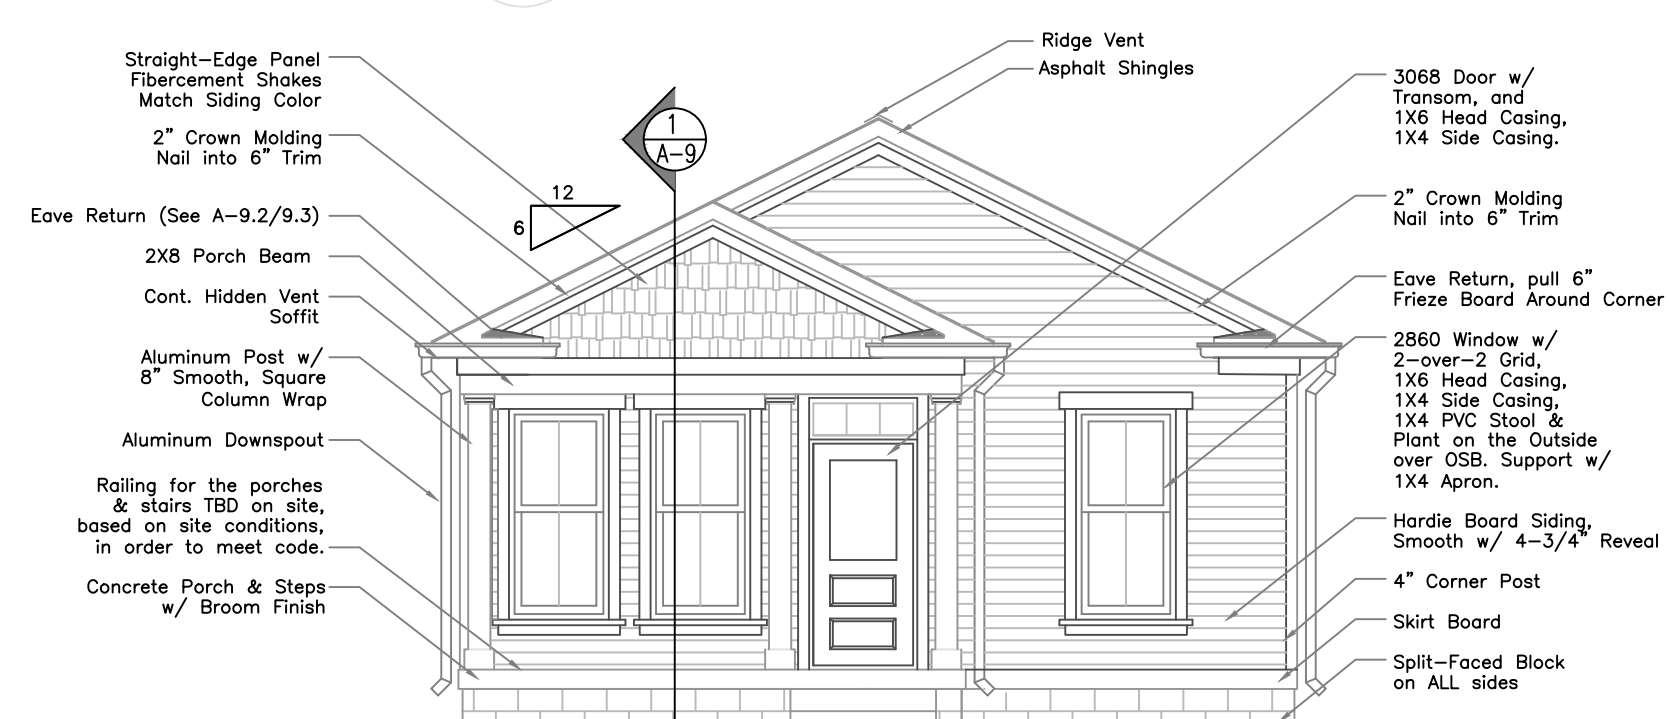 Straight-Edge Panel
Fibercement Shakes
Match Siding Color
2” Crown Molding
Nail into 6” Trim
Eave Return (See A-9.2/9.3)
2X8 Porch Beam
Cont. Hidden Vent
Soffit
Aluminum Post w/
8” Smooth, Square
Column Wrap
Aluminum Downspout
Railing for the porches
& stairs TBD on site,
based on site conditions,
in order to meet code.
Concrete Porch & Steps
w/ Broom Finish
1
A-9
12
6
Ridge Vent
Asphalt Shingles
3068 Door w/
Transom, and
1X6 Head Casing,
1X4 Side Casing.
2” Crown Molding
Nail into 6” Trim
Eave Return, pull 6”
Frieze Board Around Corner
2860 Window w/
2-over-2 Grid,
1X6 Head Casing,
1X4 Side Casing,
1X4 PVC Stool &
Plant on the Outside
over OSB. Support w/
1X4 Apron.
Hardie Board Siding,
Smooth w/ 4-3/4” Reveal
4” Corner Post
Skirt Board
Split-Faced Block
on ALL sides